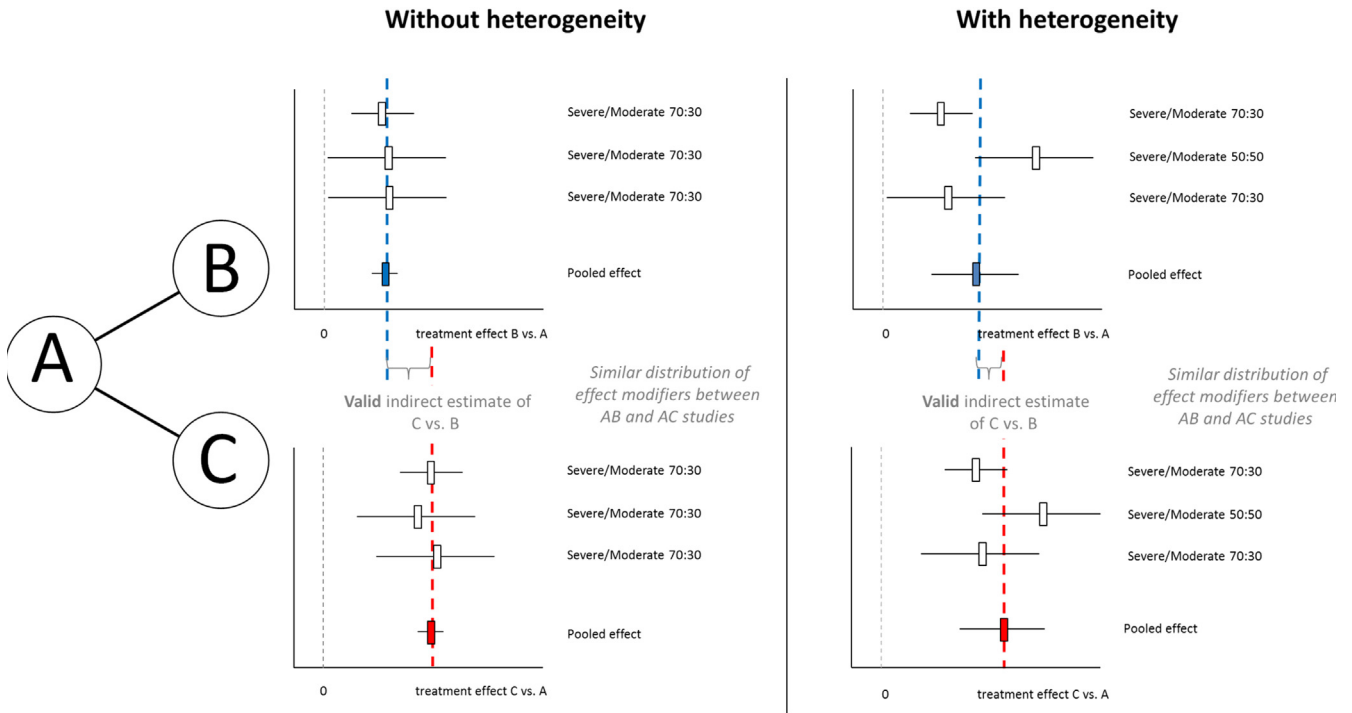 Without heterogeneity
Severe/Moderate 70:30
Severe/Moderate 70:30
Severe/Moderate 70:30
Pooled effect
0
treatment effect B vs. A
A
B
C
Valid indirect estimate of
C vs. B
Similar distribution of
effect modifiers between
AB and AC studies
Severe/Moderate 70:30
Severe/Moderate 70:30
Severe/Moderate 70:30
Pooled effect
0
treatment effect C vs. A
With heterogeneity
Severe/Moderate 70:30
Severe/Moderate 50:50
Severe/Moderate 70:30
Pooled effect
0
treatment effect B vs. A
Valid indirect estimate
of C vs. B
Similar distribution of
effect modifiers between
AB and AC studies
Severe/Moderate 70:30
Severe/Moderate 50:50
Severe/Moderate 70:30
Pooled effect
0
treatment effect C vs. A